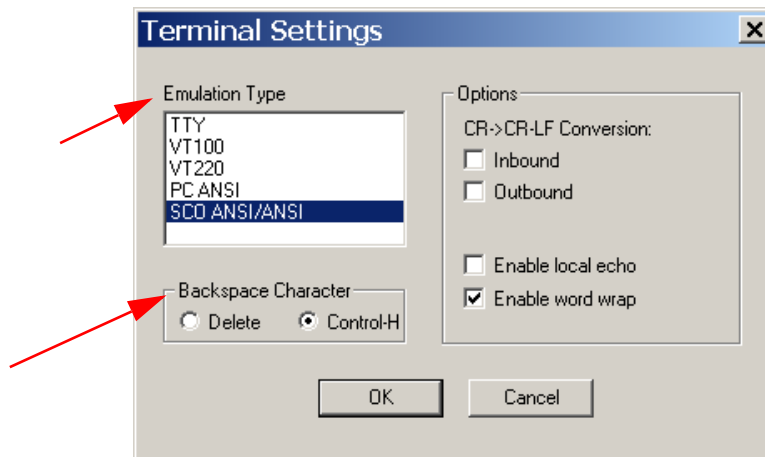 Terminal Settings
Emulation Type
TTY
VT100
VT220
PC ANSI
SCO ANSI/ANSI
Backspace Character
Delete
Control-H
Options
CR->CR-LF Conversion:
Inbound
Outbound
Enable local echo
Enable word wrap
OK
Cancel